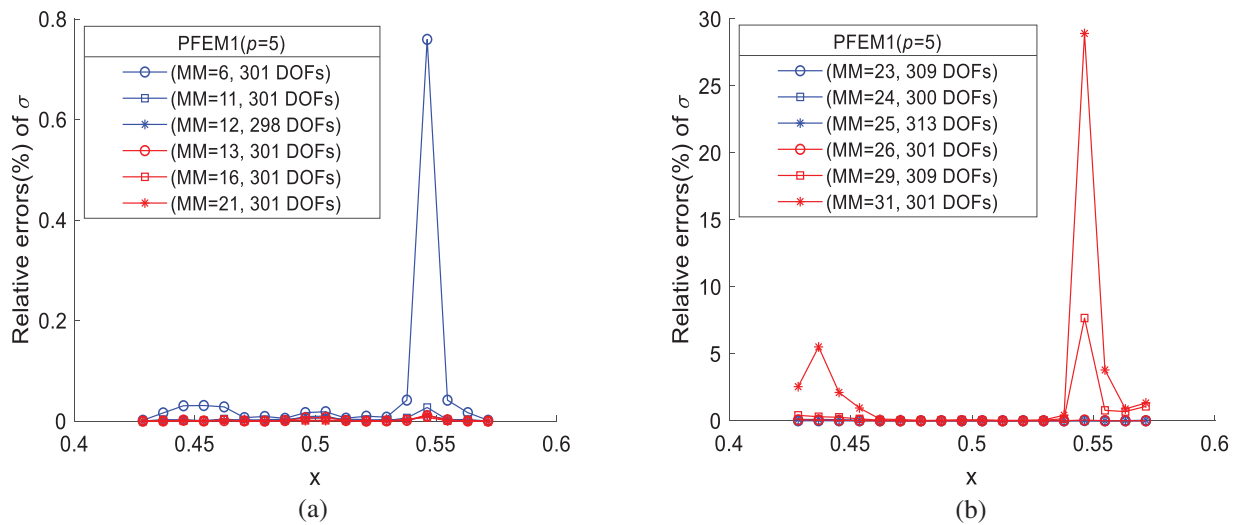 Relative errors(%) of σ
0.8
0.6
0.4
0.2
0
PFEM1(p=5)
(MM=6, 301 DOFs)
(MM=11, 301 DOFs)
(MM=12, 298 DOFs)
(MM=13, 301 DOFs)
(MM=16, 301 DOFs)
(MM=21, 301 DOFs)
0.4
0.45
0.5
0.55
0.6
x
(a)
Relative errors(%) of σ
30
25
20
15
10
5
0
PFEM1(p=5)
(MM=23, 309 DOFs)
(MM=24, 300 DOFs)
(MM=25, 313 DOFs)
(MM=26, 301 DOFs)
(MM=29, 309 DOFs)
(MM=31, 301 DOFs)
0.4
0.45
0.5
0.55
0.6
x
(b)